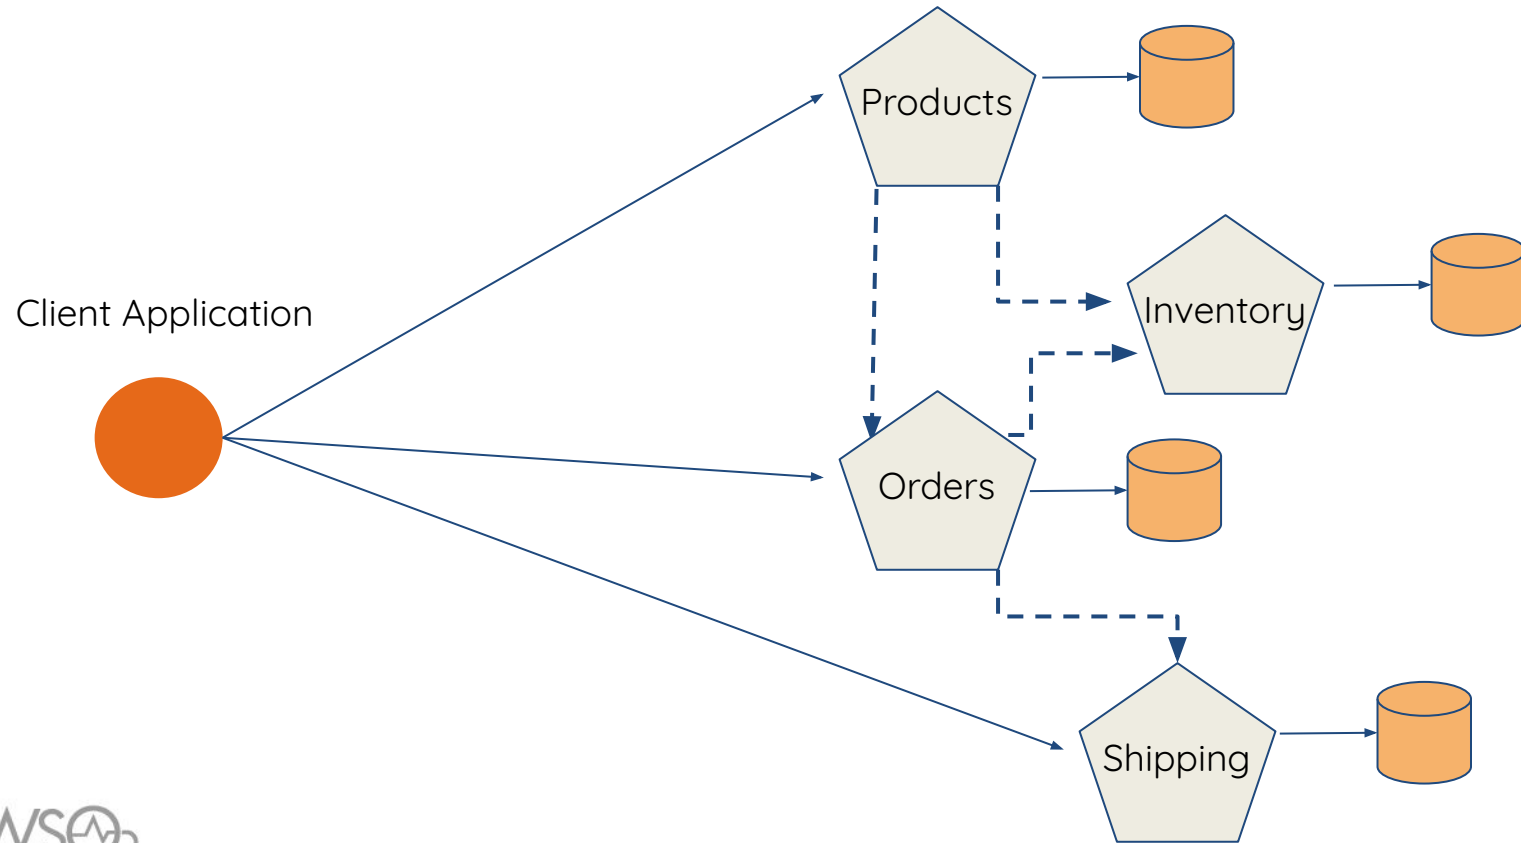 Products
Client Application
Inventory
Orders
Shipping